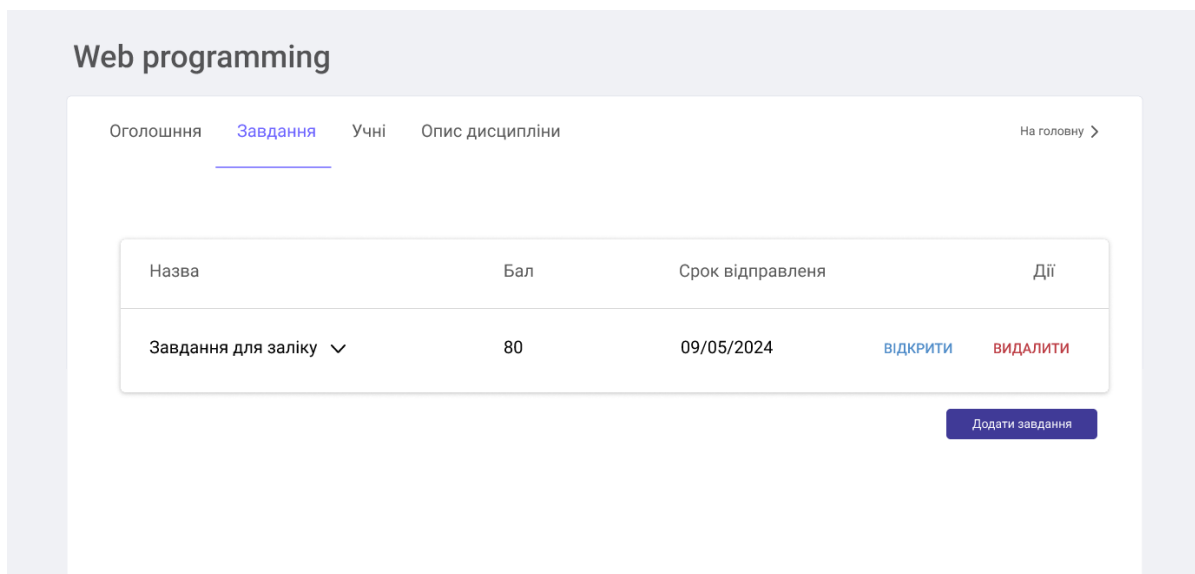 Web programming
Оголошння Завдання Учні Опис дисципліни На головну
Назва Бал Срок відправленя Дії
Завдання для заліку 80 09/05/2024 ВІДКРИТИ ВИДАЛИТИ
Додати завдання